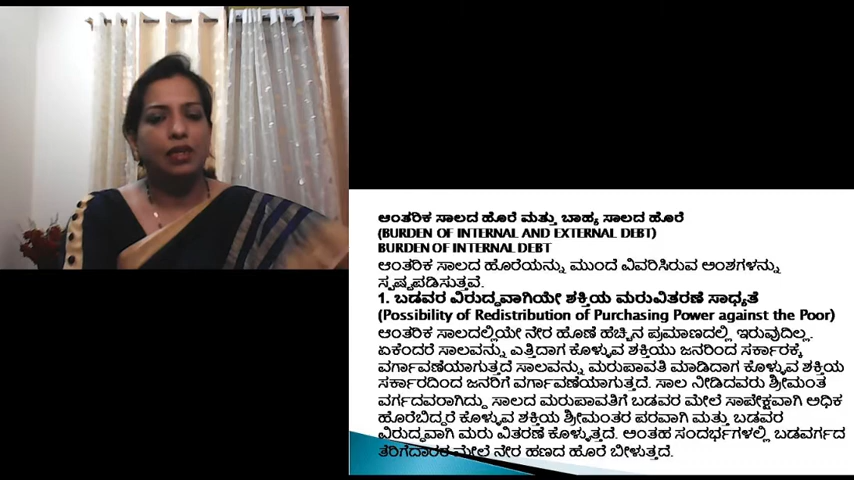 ಆಂತರಿಕ ಸಾಲದ ಹೊರೆ ಮತ್ತು ಬಾಹ್ಯ ಸಾಲದ ಹೊರೆ
(BURDEN OF INTERNAL AND EXTERNAL DEBT)
BURDEN OF INTERNAL DEBT
ಆಂತರಿಕ ಸಾಲದ ಹೊರೆಯನ್ನು ಮುಂದೆ ವಿವರಿಸಿರುವ ಅಂಶಗಳನ್ನು
ಸ್ಪಷ್ಟಪಡಿಸುತ್ತವೆ.
1. ಬಡವರ ವಿರುದ್ಧವಾಗಿಯೇ ಶಕ್ತಿಯ ಮರುವಿತರಣೆ ಸಾಧ್ಯತೆ
(Possibility of Redistribution of Purchasing Power against the Poor)
ಆಂತರಿಕ ಸಾಲದಲ್ಲಿಯೇ ನೇರ ಹೊಣೆ ಹೆಚ್ಚಿನ ಪ್ರಮಾಣದಲ್ಲಿ ಇರುವುದಿಲ್ಲ.
ಏಕೆಂದರೆ ಸಾಲವನ್ನು ಎತ್ತಿದಾಗ ಕೊಳ್ಳುವ ಶಕ್ತಿಯು ಜನರಿಂದ ಸರ್ಕಾರಕ್ಕೆ
ವರ್ಗಾವಣೆಯಾಗುತ್ತದೆ ಸಾಲವನ್ನು ಮರುಪಾವತಿ ಮಾಡಿದಾಗ ಕೊಳ್ಳುವ ಶಕ್ತಿಯ
ಸರ್ಕಾರದಿಂದ ಜನರಿಗೆ ವರ್ಗಾವಣೆಯಾಗುತ್ತದೆ. ಸಾಲ ನೀಡಿದವರು ಶ್ರೀಮಂತ
ವರ್ಗದವರಾಗಿದ್ದು ಸಾಲದ ಮರುಪಾವತಿಗೆ ಬಡವರ ಮೇಲೆ ಸಾಪೇಕ್ಷವಾಗಿ ಅಧಿಕ
ಹೊರೆಬಿದ್ದರೆ ಕೊಳ್ಳುವ ಶಕ್ತಿಯ ಶ್ರೀಮಂತರ ಪರವಾಗಿ ಮತ್ತು ಬಡವರ
ವಿರುದ್ಧವಾಗಿ ಮರು ವಿತರಣೆ ಕೊಳ್ಳುತ್ತದೆ. ಅಂತಹ ಸಂದರ್ಭಗಳಲ್ಲಿ ಬಡವರ್ಗದ
ತೆರಿಗೆದಾರರ ಮೇಲೆ ನೇರ ಹಣದ ಹೊರೆ ಬೀಳುತ್ತದೆ.